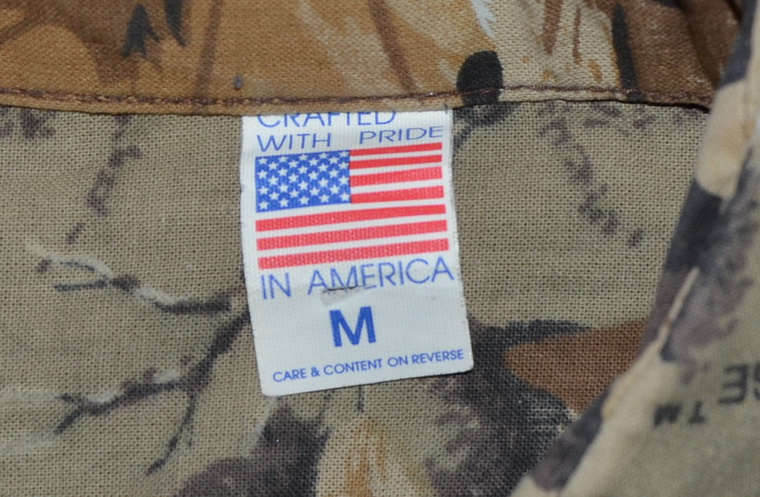 CRAFTED
WITH PRIDE
IN AMERICA
M
CARE & CONTENT ON REVERSE